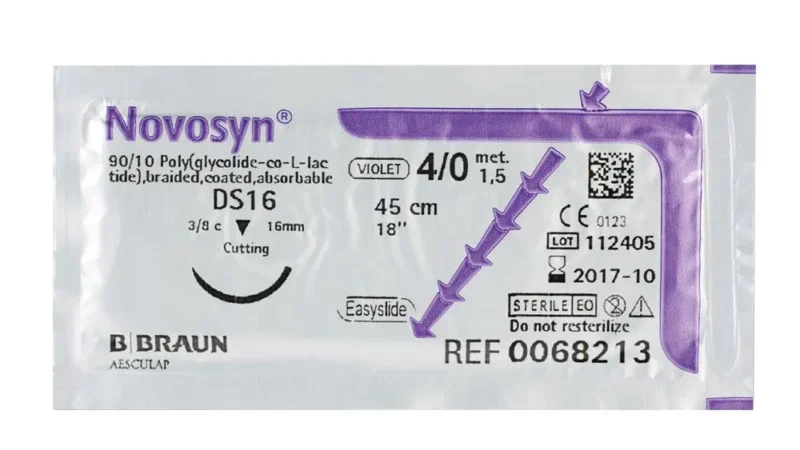 Novosyn®
90/10 Poly(glycolide-co-L-lac
tide),braided,coated,absorbable
DS16
3/8 c 16mm
Cutting
B|BRAUN
AESCULAP
VIOLET 4/0 met. 1,5
45 cm
18"
Easyslide
CE 0123
LOT 112405
2017-10
STERILE EO 2
Do not resterilize
REF 0068213